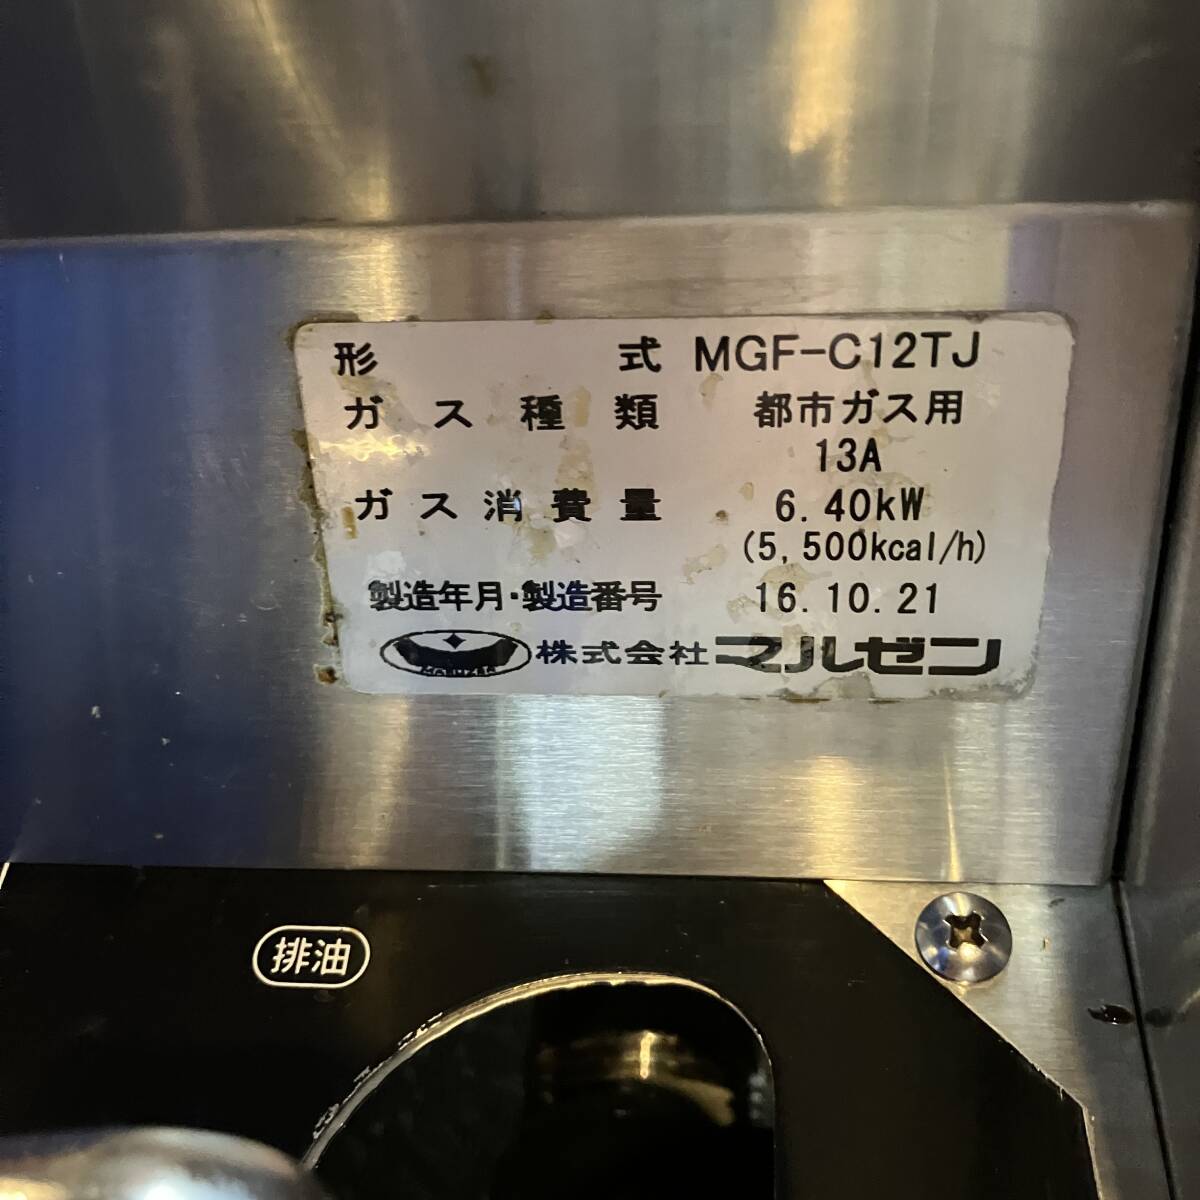 形式 MGF-C12TJ
ガス種類 都市ガス用
13A
ガス消費量 6.40kW
(5,500kcal/h)
製造年月・製造番号 16.10.21
MARUZEN 株式会社マルゼン
排油